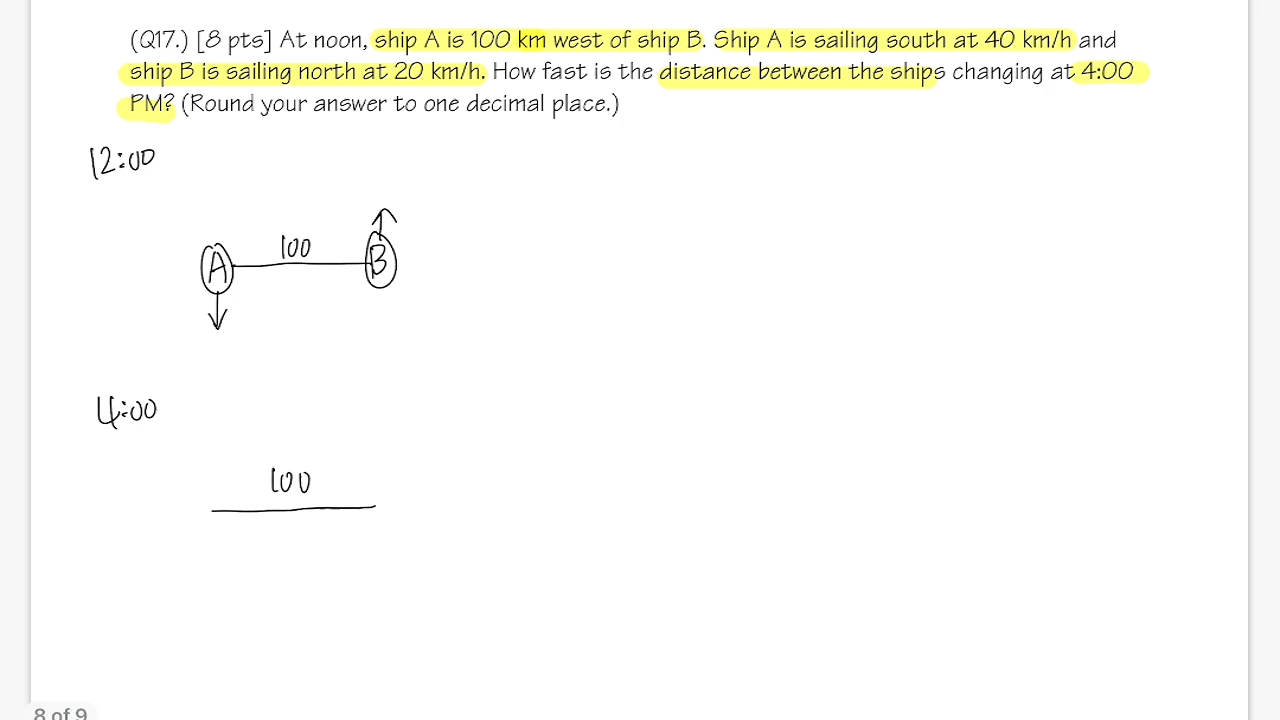 (Q17.) [8 pts] At noon, ship A is 100 km west of ship B. Ship A is sailing south at 40 km/h and
ship B is sailing north at 20 km/h. How fast is the distance between the ships changing at 4:00
PM? (Round your answer to one decimal place.)
12:00
100
A
B
4:00
100
8 of 9